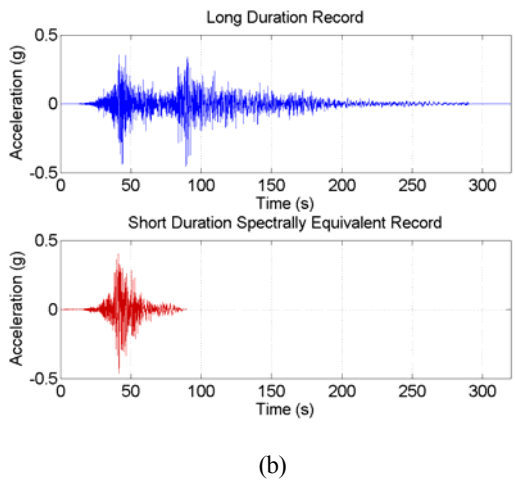 Long Duration Record
0.5
0
-0.5
Acceleration (g)
0 50 100 150 200 250 300
Time (s)
Short Duration Spectrally Equivalent Record
0.5
0
-0.5
Acceleration (g)
0 50 100 150 200 250 300
Time (s)
(b)